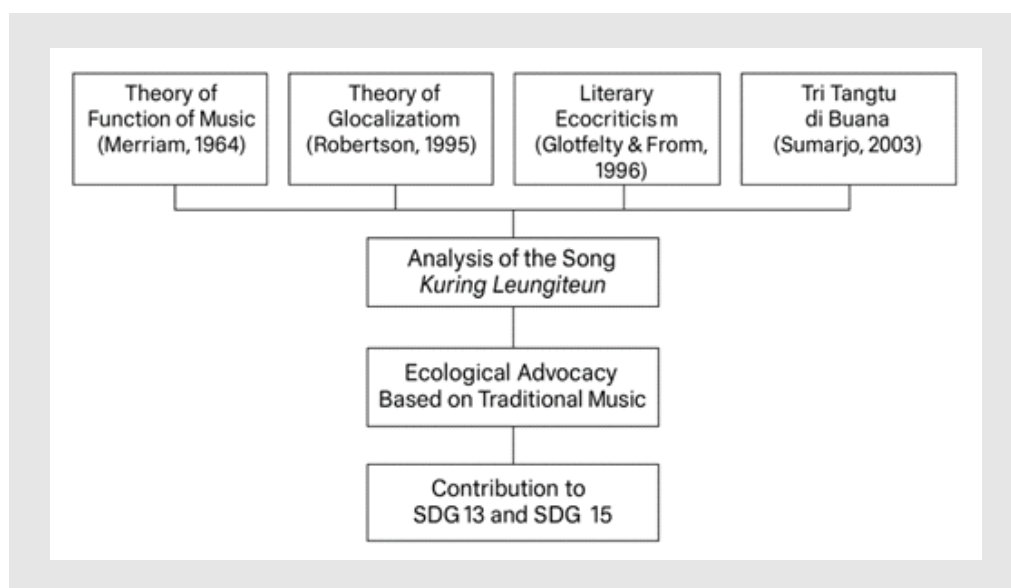 Theory of
Function of Music
(Merriam, 1964)
Theory of
Glocalizatiom
(Robertson, 1995)
Literary
Ecocriticism
(Glotfelty & Fromm,
1996)
Tri Tangtu
di Buana
(Sumarjo, 2003)
Analysis of the Song
Kuring Leungiteun
Ecological Advocacy
Based on Traditional Music
Contribution to
SDG 13 and SDG 15